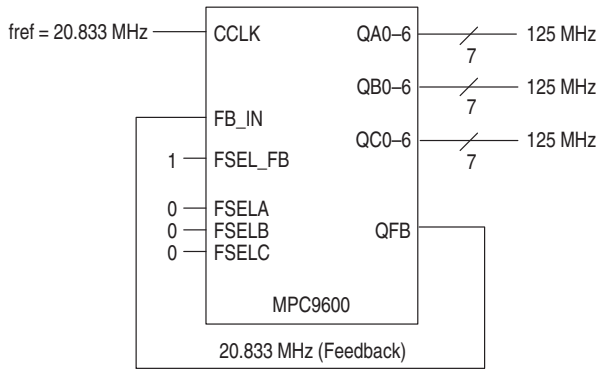 fref = 20.833 MHz CCLK QA0–6 125 MHz
7
QB0–6 125 MHz
7
FB_IN
QC0–6 125 MHz
7
1 FSEL_FB
0 FSELA
0 FSELB QFB
0 FSELC
MPC9600
20.833 MHz (Feedback)